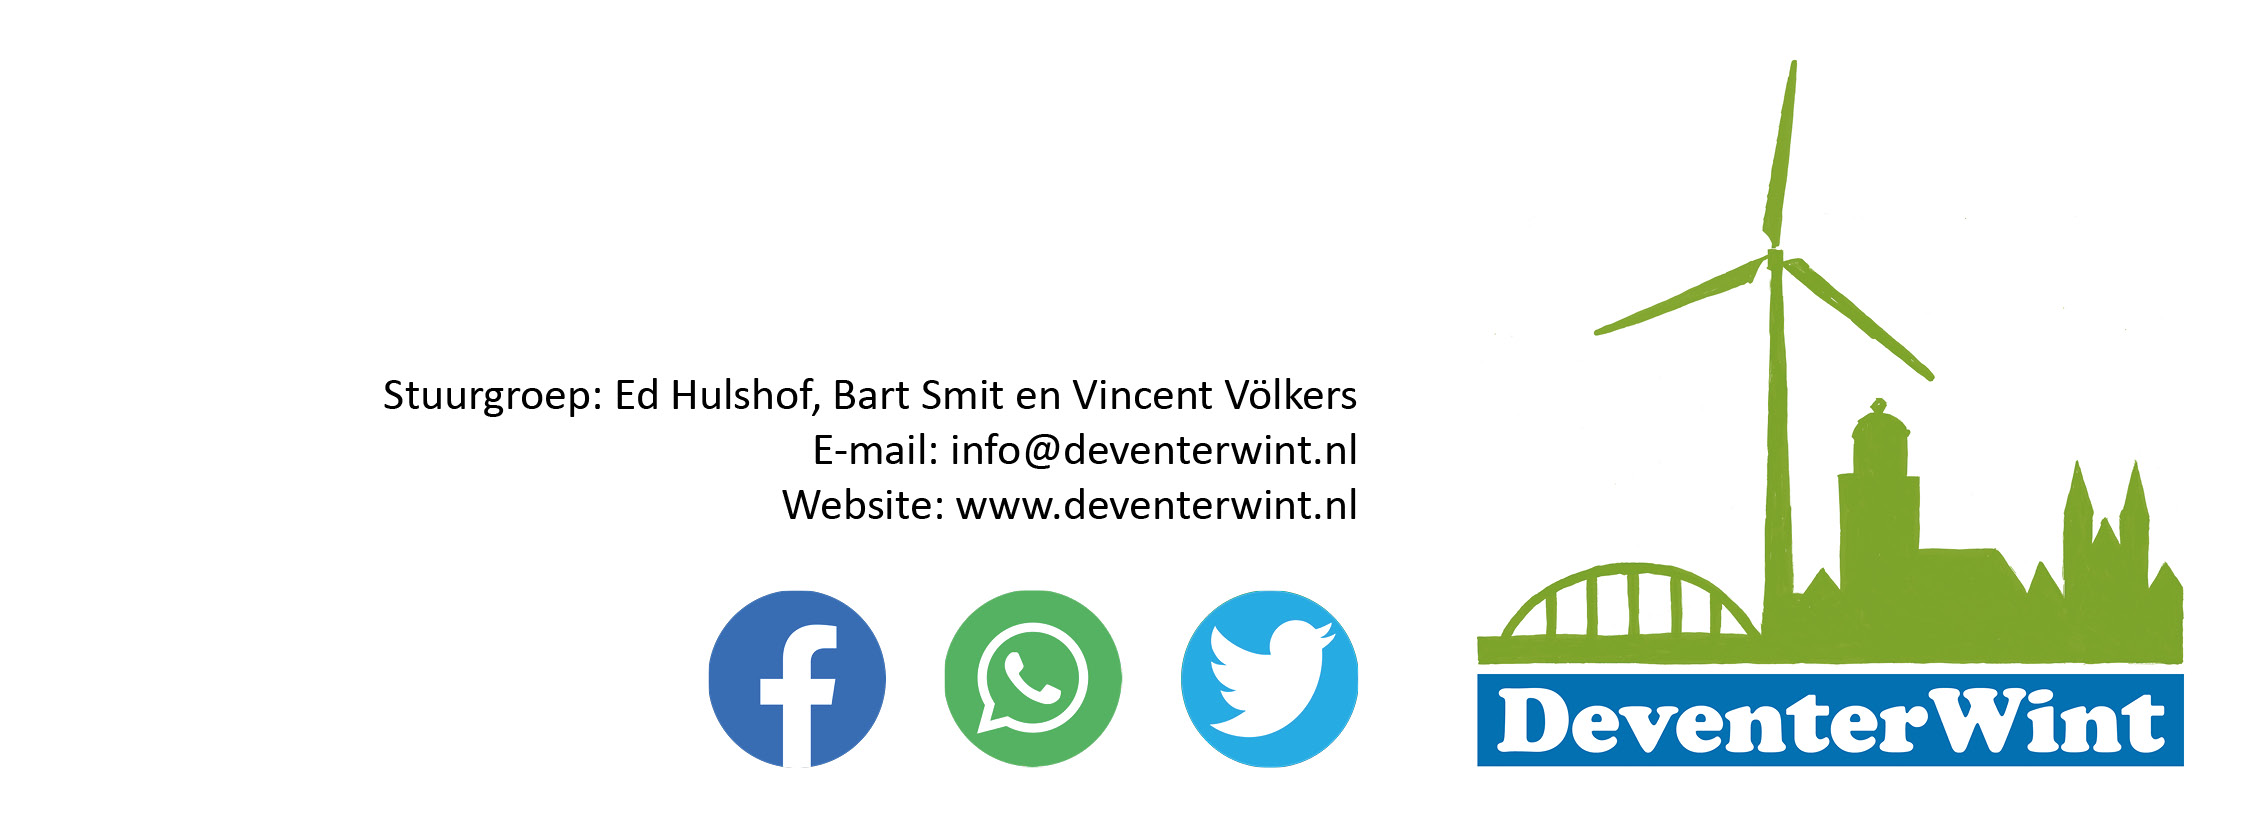 Stuurgroep: Ed Hulshof, Bart Smit en Vincent Völkers
E-mail: info@deventerwint.nl
Website: www.deventerwint.nl
DeventerWint